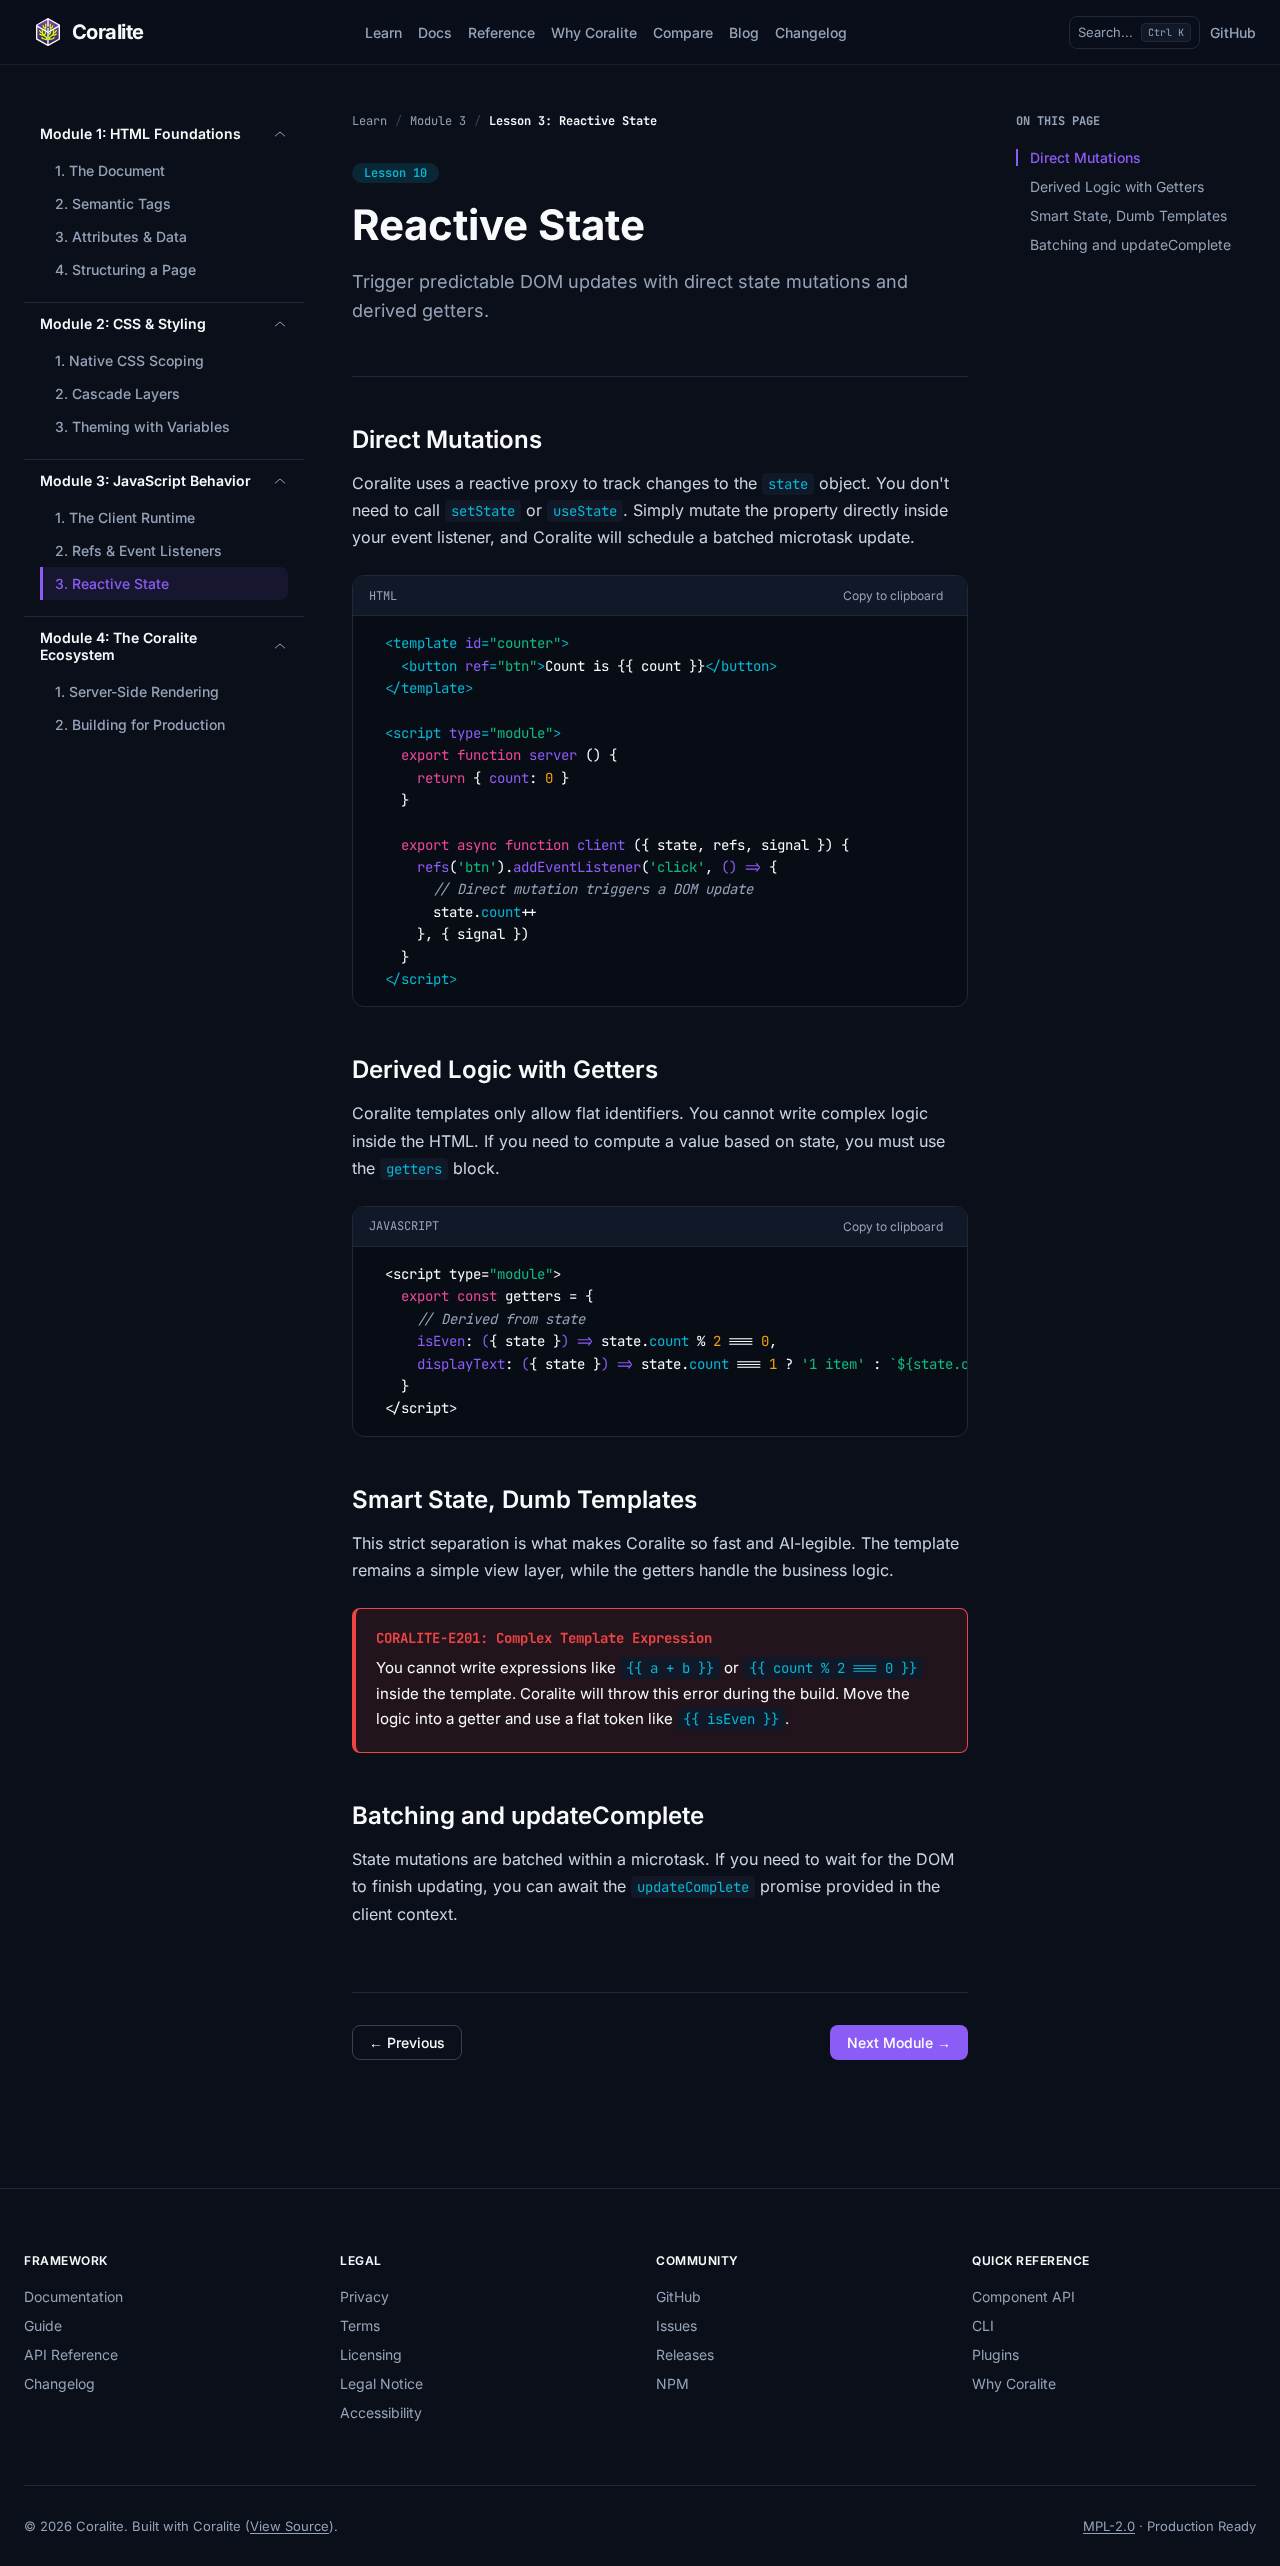 Coralite
Learn Docs Reference Why Coralite Compare Blog Changelog
Search... Ctrl K GitHub
Module 1: HTML Foundations
1. The Document
2. Semantic Tags
3. Attributes & Data
4. Structuring a Page
Module 2: CSS & Styling
1. Native CSS Scoping
2. Cascade Layers
3. Theming with Variables
Module 3: JavaScript Behavior
1. The Client Runtime
2. Refs & Event Listeners
3. Reactive State
Module 4: The Coralite
Ecosystem
1. Server-Side Rendering
2. Building for Production
Learn / Module 3 / Lesson 3: Reactive State
Lesson 10
Reactive State
Trigger predictable DOM updates with direct state mutations and
derived getters.
Direct Mutations
Coralite uses a reactive proxy to track changes to the state object. You don't
need to call setState or useState. Simply mutate the property directly inside
your event listener, and Coralite will schedule a batched microtask update.
HTML Copy to clipboard
<template id="counter">
  <button ref="btn">Count is {{ count }}</button>
</template>
<script type="module">
  export function server () {
    return { count: 0 }
  }
  export async function client ({ state, refs, signal }) {
    refs('btn').addEventListener('click', () => {
      // Direct mutation triggers a DOM update
      state.count++
    }, { signal })
  }
</script>
Derived Logic with Getters
Coralite templates only allow flat identifiers. You cannot write complex logic
inside the HTML. If you need to compute a value based on state, you must use
the getters block.
JAVASCRIPT Copy to clipboard
<script type="module">
  export const getters = {
    // Derived from state
    isEven: ({ state }) => state.count % 2 === 0,
    displayText: ({ state }) => state.count === 1 ? '1 item' : `${state.c
  }
</script>
Smart State, Dumb Templates
This strict separation is what makes Coralite so fast and AI-legible. The template
remains a simple view layer, while the getters handle the business logic.
CORALITE-E201: Complex Template Expression
You cannot write expressions like {{ a + b }} or {{ count % 2 === 0 }}
inside the template. Coralite will throw this error during the build. Move the
logic into a getter and use a flat token like {{ isEven }}.
Batching and updateComplete
State mutations are batched within a microtask. If you need to wait for the DOM
to finish updating, you can await the updateComplete promise provided in the
client context.
← Previous Next Module →
ON THIS PAGE
Direct Mutations
Derived Logic with Getters
Smart State, Dumb Templates
Batching and updateComplete
FRAMEWORK
Documentation
Guide
API Reference
Changelog
LEGAL
Privacy
Terms
Licensing
Legal Notice
Accessibility
COMMUNITY
GitHub
Issues
Releases
NPM
QUICK REFERENCE
Component API
CLI
Plugins
Why Coralite
© 2026 Coralite. Built with Coralite (View Source).
MPL-2.0 · Production Ready